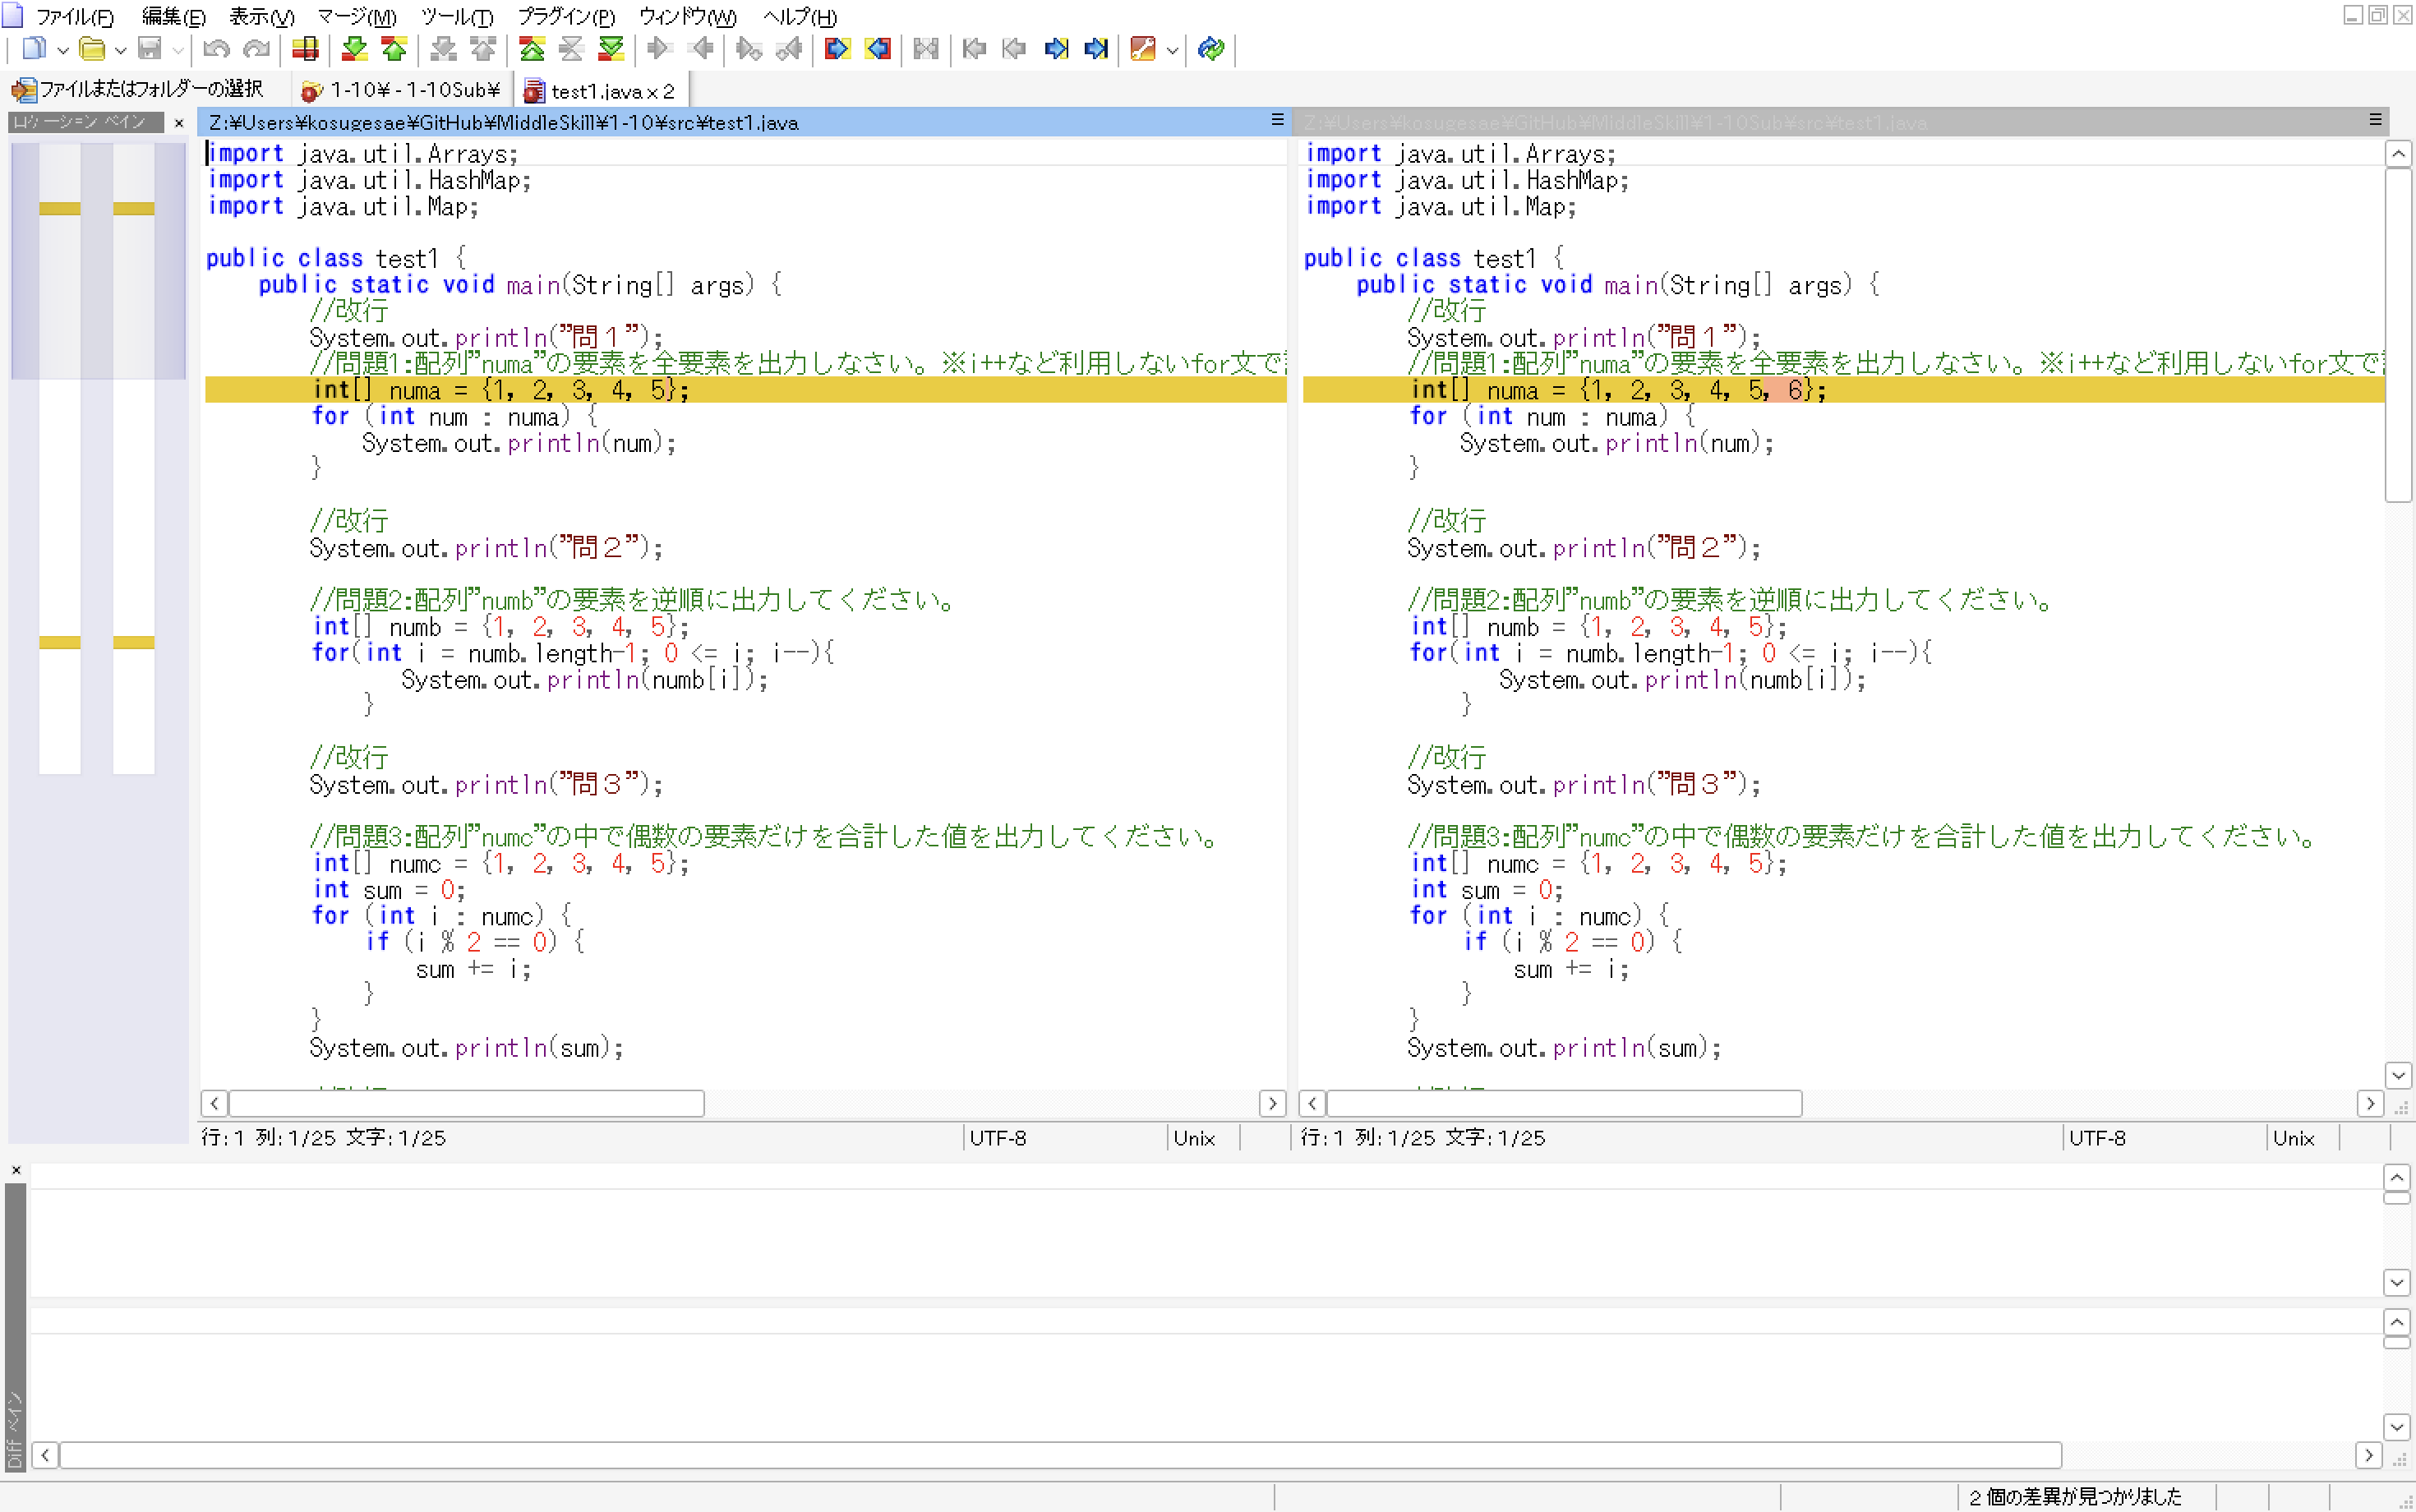 ファイル(F) 編集(E) 表示(V) マージ(M) ツール(T) プラグイン(P) ウィンドウ(W) ヘルプ(H)
ファイルまたはフォルダーの選択 1-10¥ - 1-10Sub¥ test1.java x 2
ロケーション ペイン
Z:¥Users¥kosugesae¥GitHub¥MiddleSkill¥1-10¥src¥test1.java
import java.util.Arrays;
import java.util.HashMap;
import java.util.Map;
public class test1 {
public static void main(String[] args) {
//改行
System.out.println("問１");
//問題1:配列"numa"の要素を全要素を出力しなさい。※i++など利用しないfor文で
int[] numa = {1, 2, 3, 4, 5};
for (int num : numa) {
System.out.println(num);
}
//改行
System.out.println("問２");
//問題2:配列"numb"の要素を逆順に出力してください。
int[] numb = {1, 2, 3, 4, 5};
for(int i = numb.length-1; 0 <= i; i--){
System.out.println(numb[i]);
}
//改行
System.out.println("問３");
//問題3:配列"numc"の中で偶数の要素だけを合計した値を出力してください。
int[] numc = {1, 2, 3, 4, 5};
int sum = 0;
for (int i : numc) {
if (i % 2 == 0) {
sum += i;
}
}
System.out.println(sum);
行: 1 列: 1/25 文字: 1/25 UTF-8 Unix
Z:¥Users¥kosugesae¥GitHub¥MiddleSkill¥1-10Sub¥src¥test1.java
import java.util.Arrays;
import java.util.HashMap;
import java.util.Map;
public class test1 {
public static void main(String[] args) {
//改行
System.out.println("問１");
//問題1:配列"numa"の要素を全要素を出力しなさい。※i++など利用しないfor文で
int[] numa = {1, 2, 3, 4, 5, 6};
for (int num : numa) {
System.out.println(num);
}
//改行
System.out.println("問２");
//問題2:配列"numb"の要素を逆順に出力してください。
int[] numb = {1, 2, 3, 4, 5};
for(int i = numb.length-1; 0 <= i; i--){
System.out.println(numb[i]);
}
//改行
System.out.println("問３");
//問題3:配列"numc"の中で偶数の要素だけを合計した値を出力してください。
int[] numc = {1, 2, 3, 4, 5};
int sum = 0;
for (int i : numc) {
if (i % 2 == 0) {
sum += i;
}
}
System.out.println(sum);
行: 1 列: 1/25 文字: 1/25 UTF-8 Unix
Diff ペイン
2 個の差異が見つかりました